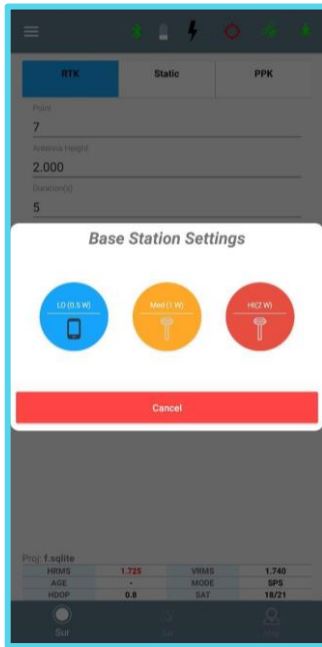 RTK Static PPK
Point
7
Antenna Height
2.000
Duration(s)
5
Base Station Settings
LO (0.5 W) Med(1 W) HI(2 W)
Cancel
Proj: f.sqlite
HRMS 1.725 VRMS 1.740
AGE - MODE SPS
HDOP 0.8 SAT 18/21
Sur